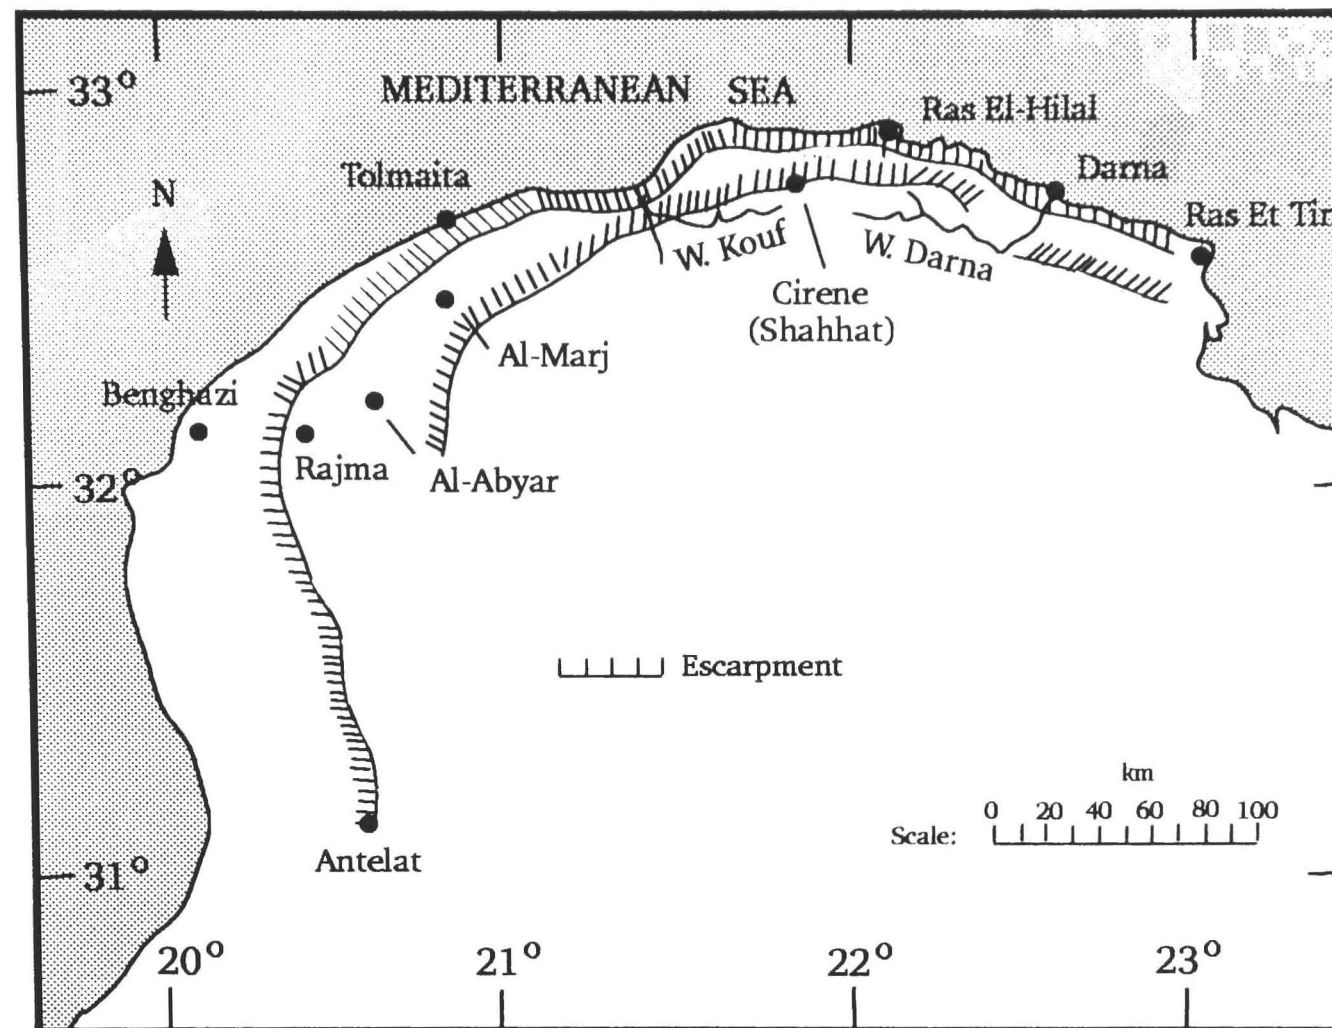 33°
MEDITERRANEAN SEA
Ras El-Hilal
Tolmaita
Darna
N
Ras Et Tin
W. Kouf
W. Darna
Cirene
(Shahhat)
Al-Marj
Benghazi
Rajma
Al-Abyar
32°
Escarpment
km
0 20 40 60 80 100
Scale:
Antelat
31°
20° 21° 22° 23°